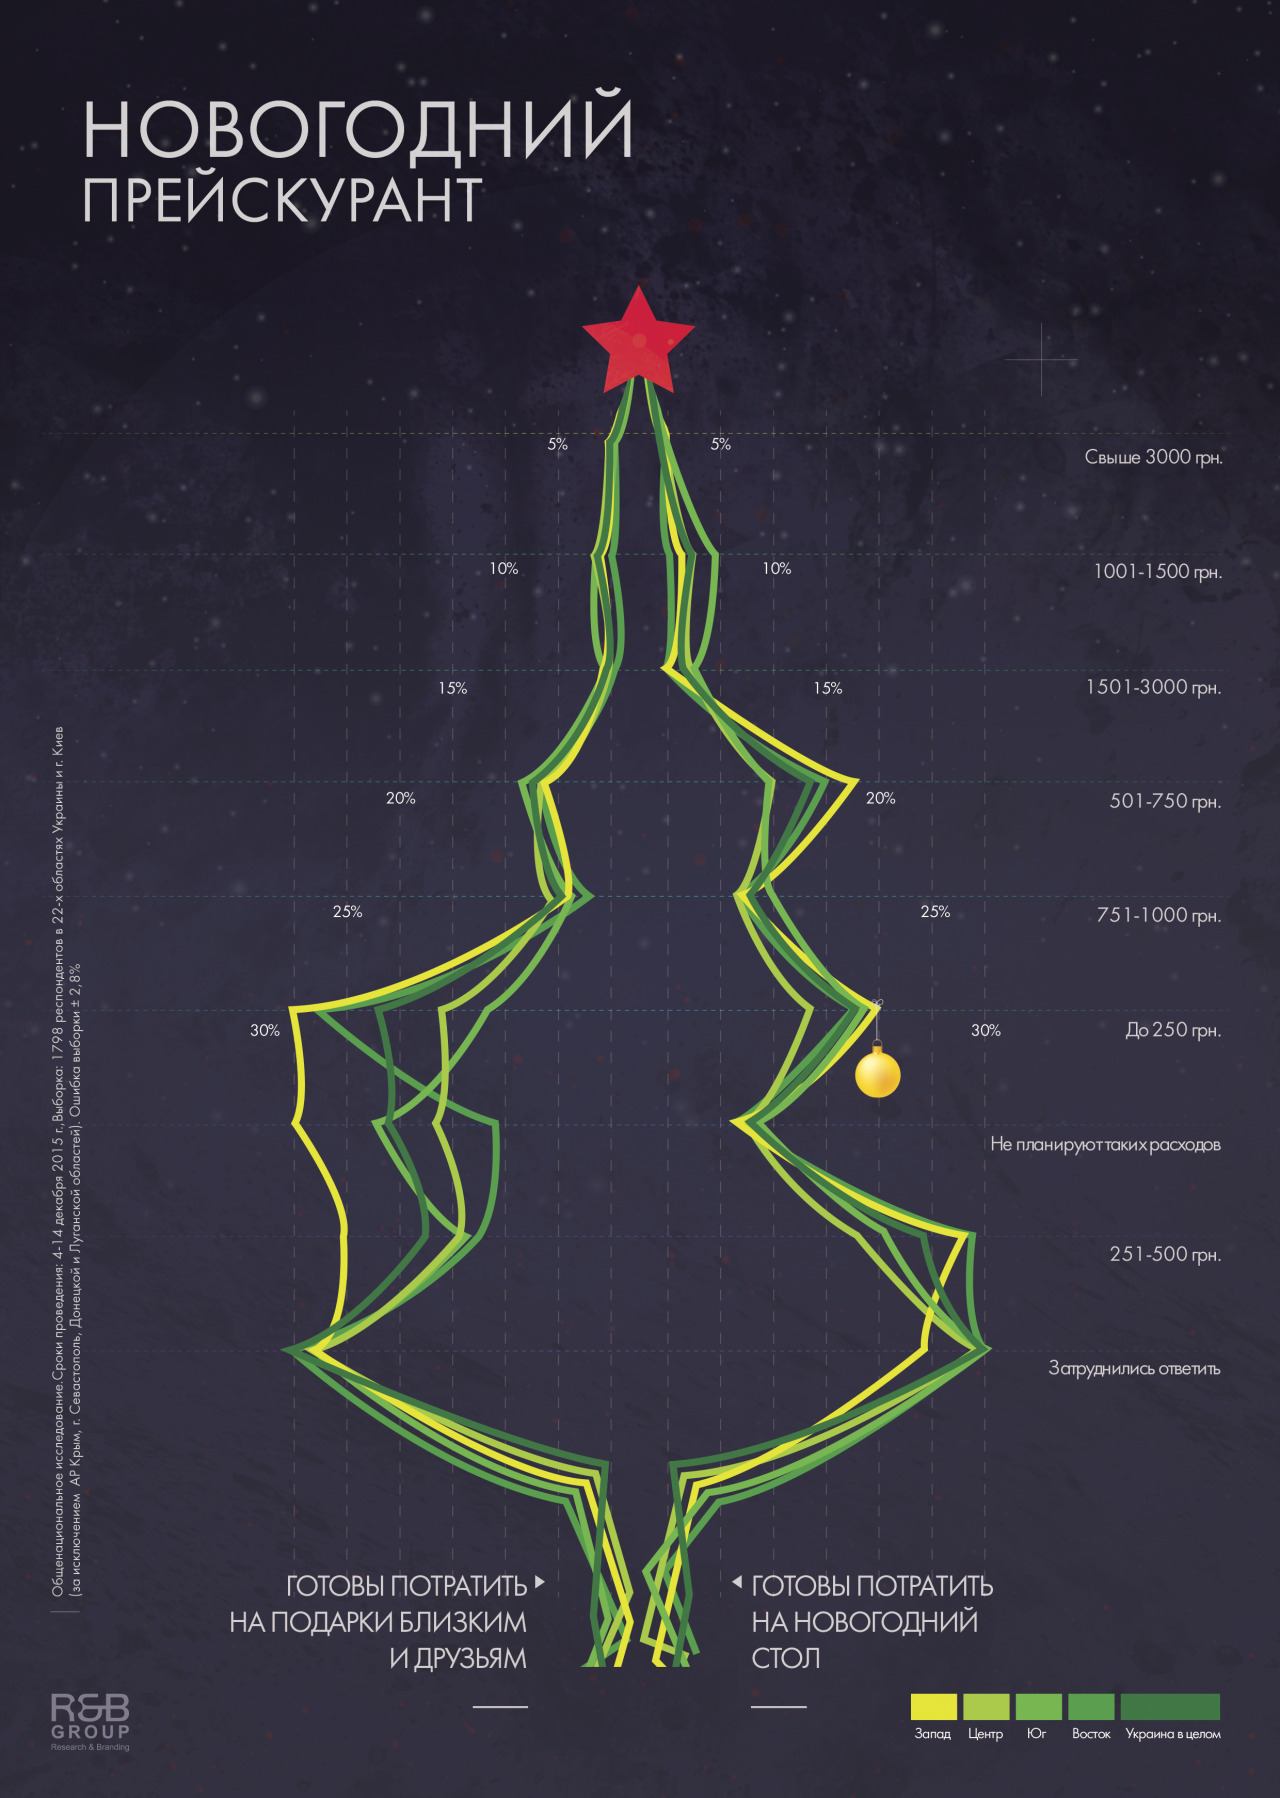 НОВОГОДНИЙ
ПРЕЙСКУРАНТ
5%
5%
Свыше 3000 грн.
10%
10%
1001-1500 грн.
15%
15%
1501-3000 грн.
20%
20%
501-750 грн.
25%
25%
751-1000 грн.
30%
30%
До 250 грн.
Не планируют таких расходов
251-500 грн.
Затруднились ответить
Общенациональное исследование.Сроки проведения: 4-14 декабря 2015 г.,Выборка: 1798 респондентов в 22-х областях Украины и г. Киев
(за исключением АР Крым, г. Севастополь, Донецкой и Луганской областей). Ошибка выборки ± 2,8%
ГОТОВЫ ПОТРАТИТЬ
НА ПОДАРКИ БЛИЗКИМ
И ДРУЗЬЯМ
ГОТОВЫ ПОТРАТИТЬ
НА НОВОГОДНИЙ
СТОЛ
R&B
GROUP
Research & Branding
Запад
Центр
Юг
Восток
Украина в целом